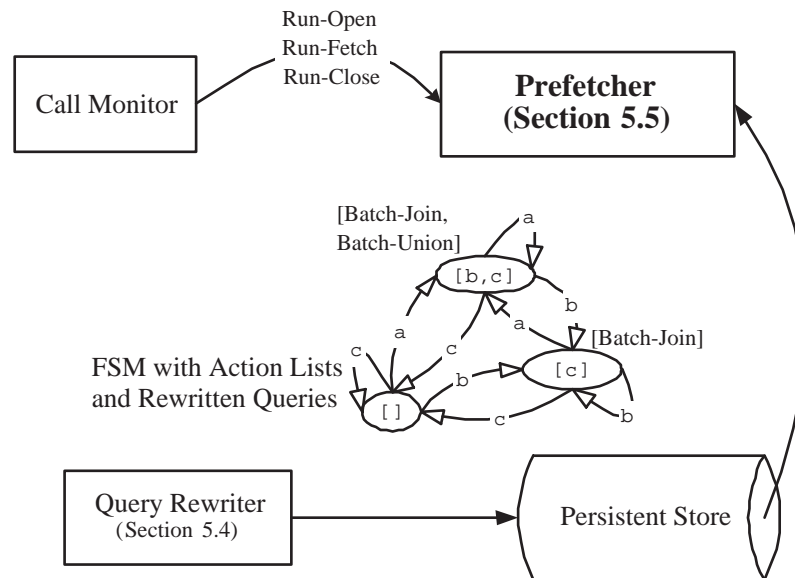 Run-Open
Run-Fetch
Run-Close
Call Monitor
Prefetcher
(Section 5.5)
[Batch-Join,
Batch-Union]
a
[b,c]
b
a
a
[Batch-Join]
c
c
FSM with Action Lists
and Rewritten Queries
b
[c]
[]
c
b
Query Rewriter
(Section 5.4)
Persistent Store